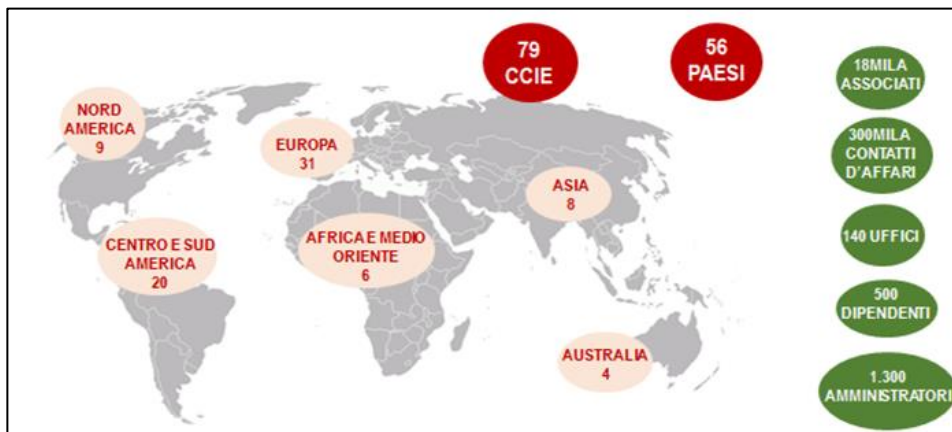 79
CCIE
56
PAESI
18MILA
ASSOCIATI
NORD
AMERICA
9
EUROPA
31
300MILA
CONTATTI
D'AFFARI
ASIA
8
CENTRO E SUD
AMERICA
20
AFRICA E MEDIO
ORIENTE
6
140 UFFICI
500
DIPENDENTI
AUSTRALIA
4
1.300
AMMINISTRATORI